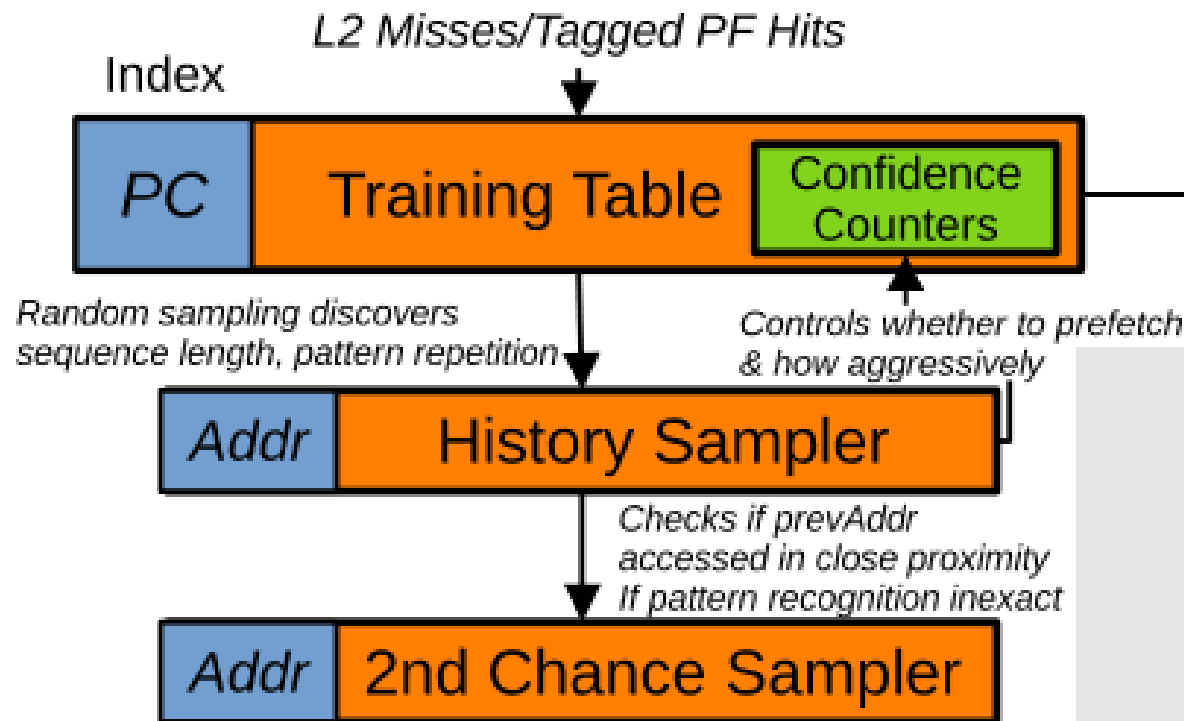 L2 Misses/Tagged PF Hits
Index
PC
Training Table
Confidence
Counters
Random sampling discovers
sequence length, pattern repetition
Controls whether to prefetch
& how aggressively
Addr
History Sampler
Checks if prevAddr
accessed in close proximity
If pattern recognition inexact
Addr
2nd Chance Sampler